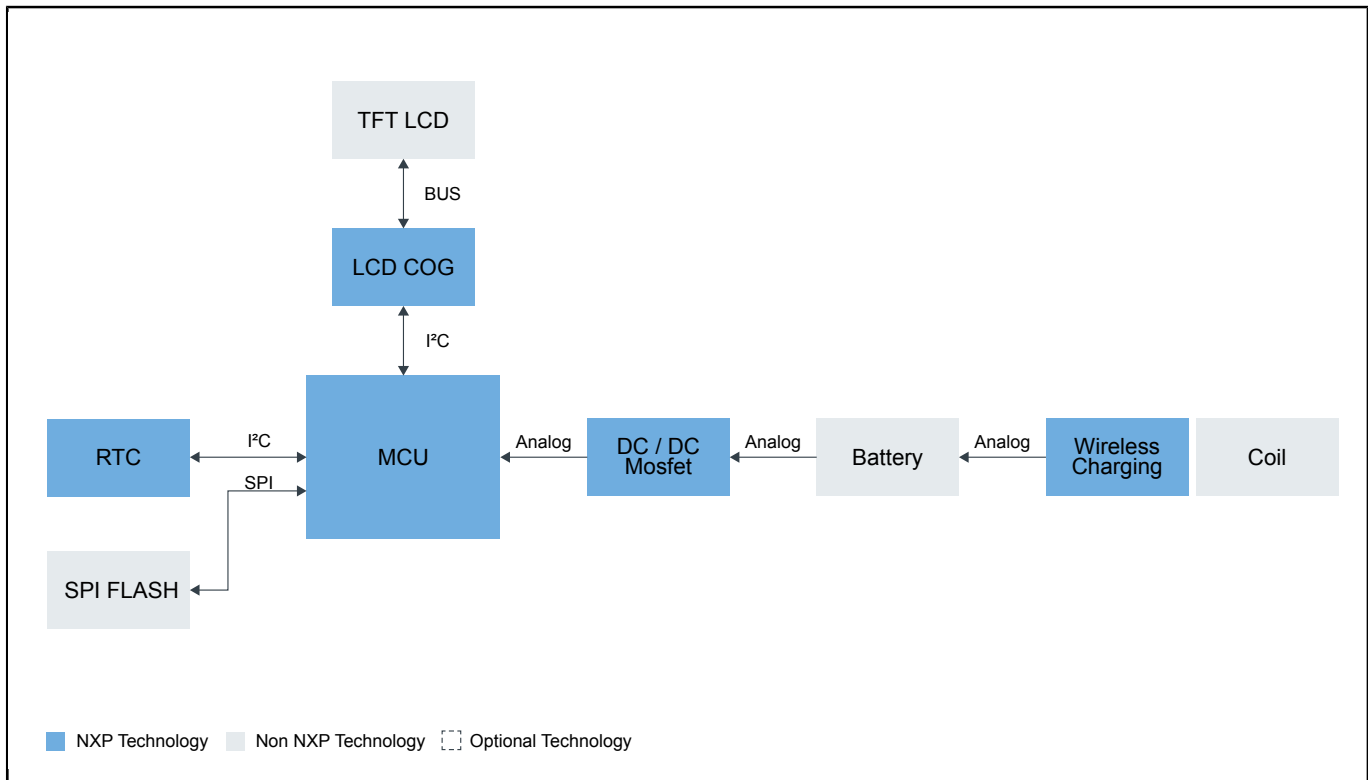 TFT LCD
BUS
LCD COG
I²C
RTC
I²C
MCU
Analog
DC / DC
Mosfet
Analog
Battery
Analog
Wireless
Charging
Coil
SPI
SPI FLASH
NXP Technology
Non NXP Technology
Optional Technology